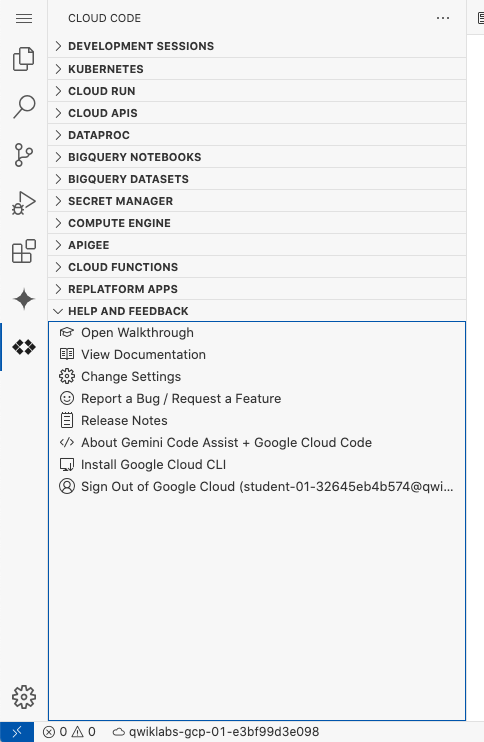 CLOUD CODE
DEVELOPMENT SESSIONS
KUBERNETES
CLOUD RUN
CLOUD APIS
DATAPROC
BIGQUERY NOTEBOOKS
BIGQUERY DATASETS
SECRET MANAGER
COMPUTE ENGINE
APIGEE
CLOUD FUNCTIONS
REPLATFORM APPS
HELP AND FEEDBACK
Open Walkthrough
View Documentation
Change Settings
Report a Bug / Request a Feature
Release Notes
About Gemini Code Assist + Google Cloud Code
Install Google Cloud CLI
Sign Out of Google Cloud (student-01-32645eb4b574@qwi...
0 0 qwiklabs-gcp-01-e3bf99d3e098